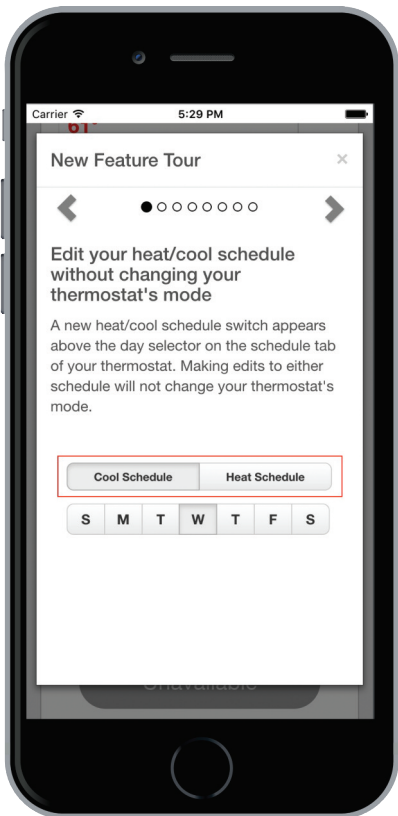 Carrier 5:29 PM
61°
New Feature Tour ×
Edit your heat/cool schedule
without changing your
thermostat's mode
A new heat/cool schedule switch appears
above the day selector on the schedule tab
of your thermostat. Making edits to either
schedule will not change your thermostat's
mode.
Cool Schedule Heat Schedule
S M T W T F S
Unavailable